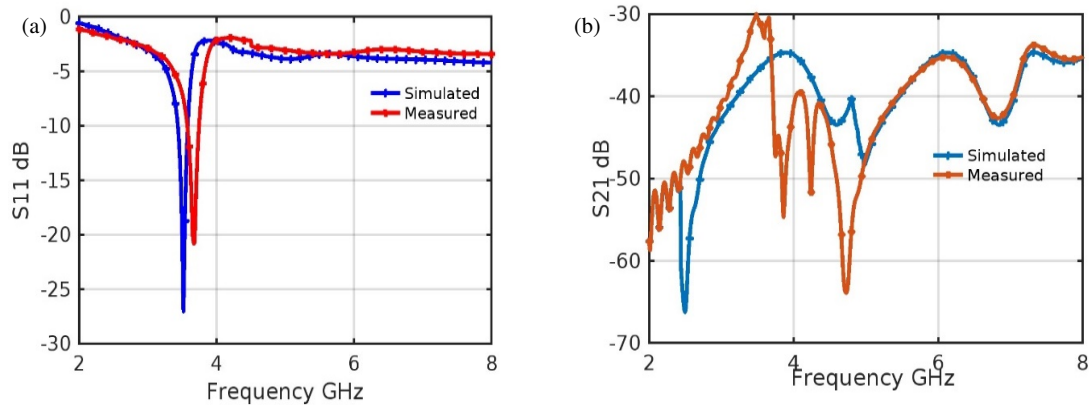 (a)
S11 dB
0
-5
-10
-15
-20
-25
-30
Simulated
Measured
2
4
6
8
Frequency GHz
(b)
S21 dB
-30
-40
-50
-60
-70
Simulated
Measured
2
4
6
8
Frequency GHz